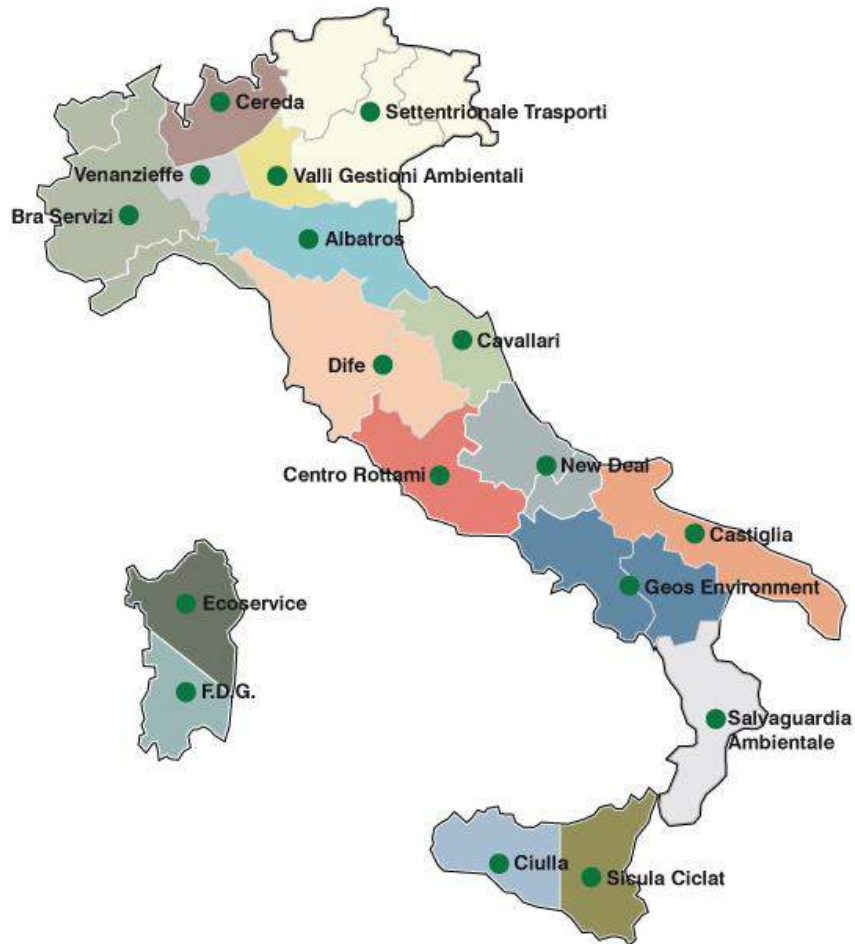 Cereda
Settentrionale Trasporti
Venanzieffe
Valli Gestioni Ambientali
Bra Servizi
Albatros
Cavallari
Dife
New Deal
Centro Rottami
Castiglia
Geos Environment
Ecoservice
F.D.G.
Salvaguardia
Ambientale
Ciulla
Sicula Ciclat